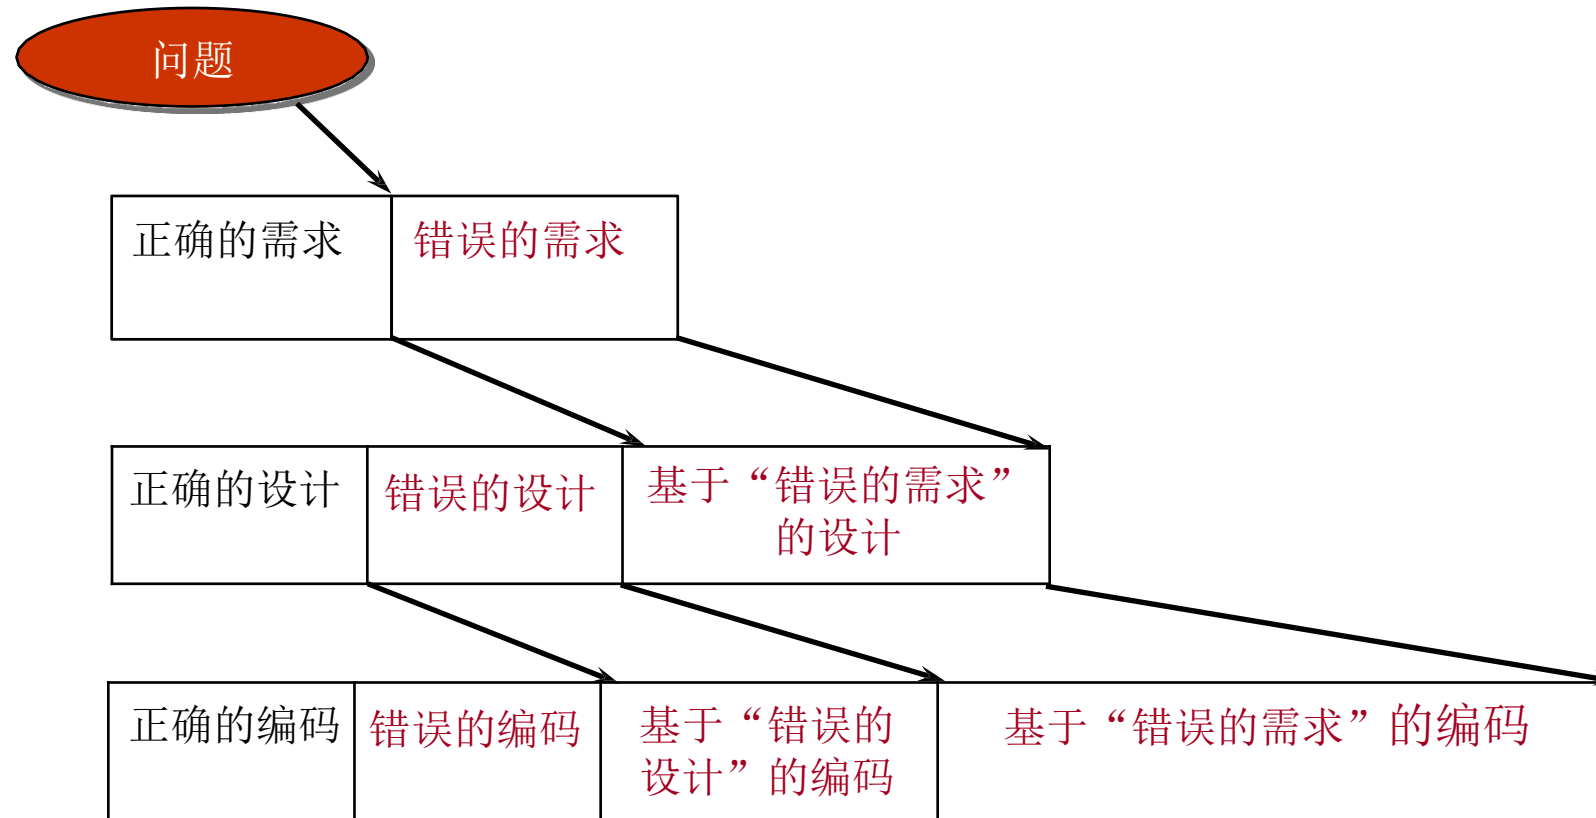 问题
正确的需求
错误的需求
正确的设计
错误的设计
基于“错误的需求”
的设计
正确的编码
错误的编码
基于“错误的
设计”的编码
基于“错误的需求”的编码